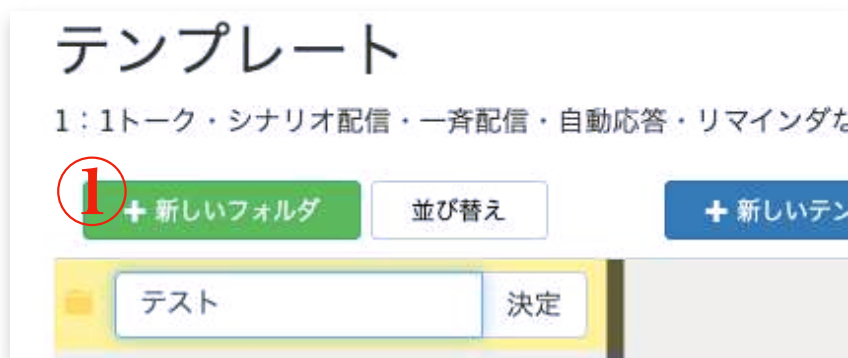 テンプレート
1:1トーク・シナリオ配信・一斉配信・自動応答・リマインダな
①
+ 新しいフォルダ
並び替え
+ 新しいテン
テスト
決定